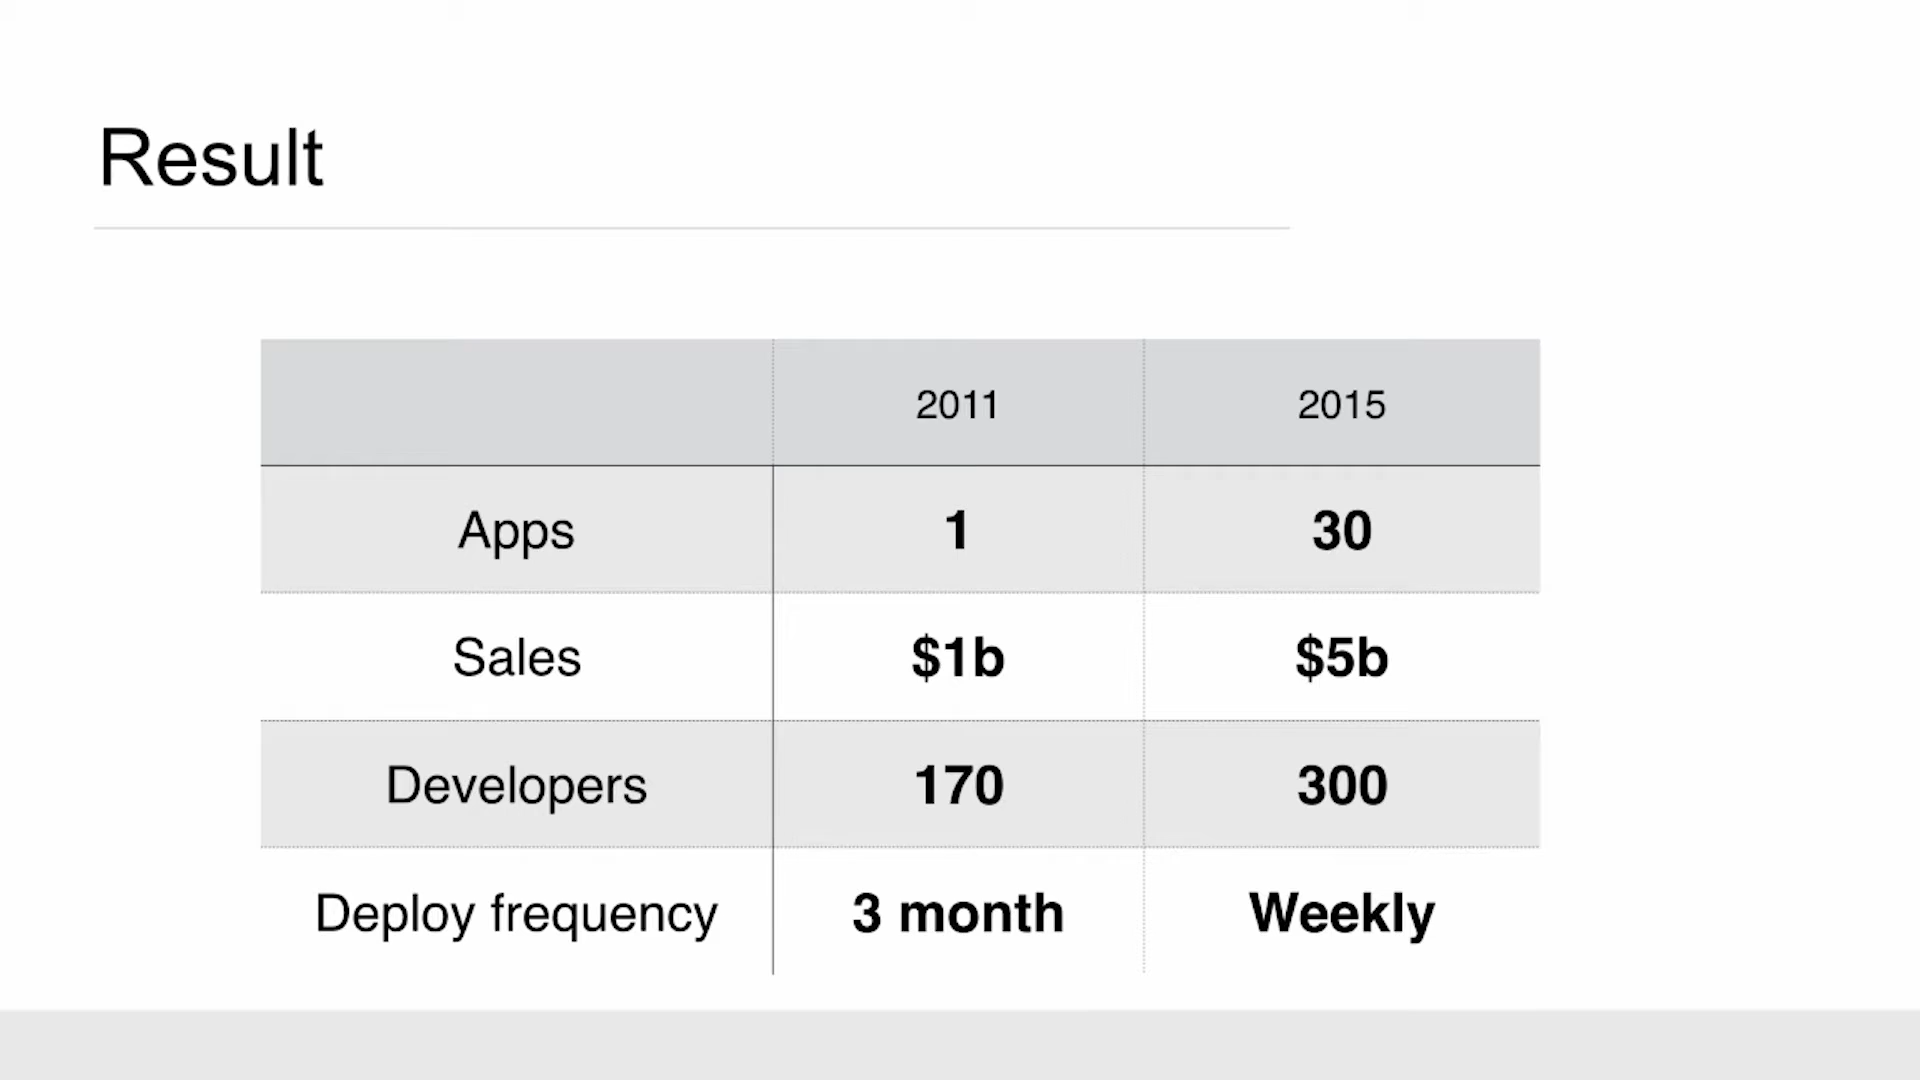 Result
2011 2015
Apps 1 30
Sales $1b $5b
Developers 170 300
Deploy frequency 3 month Weekly